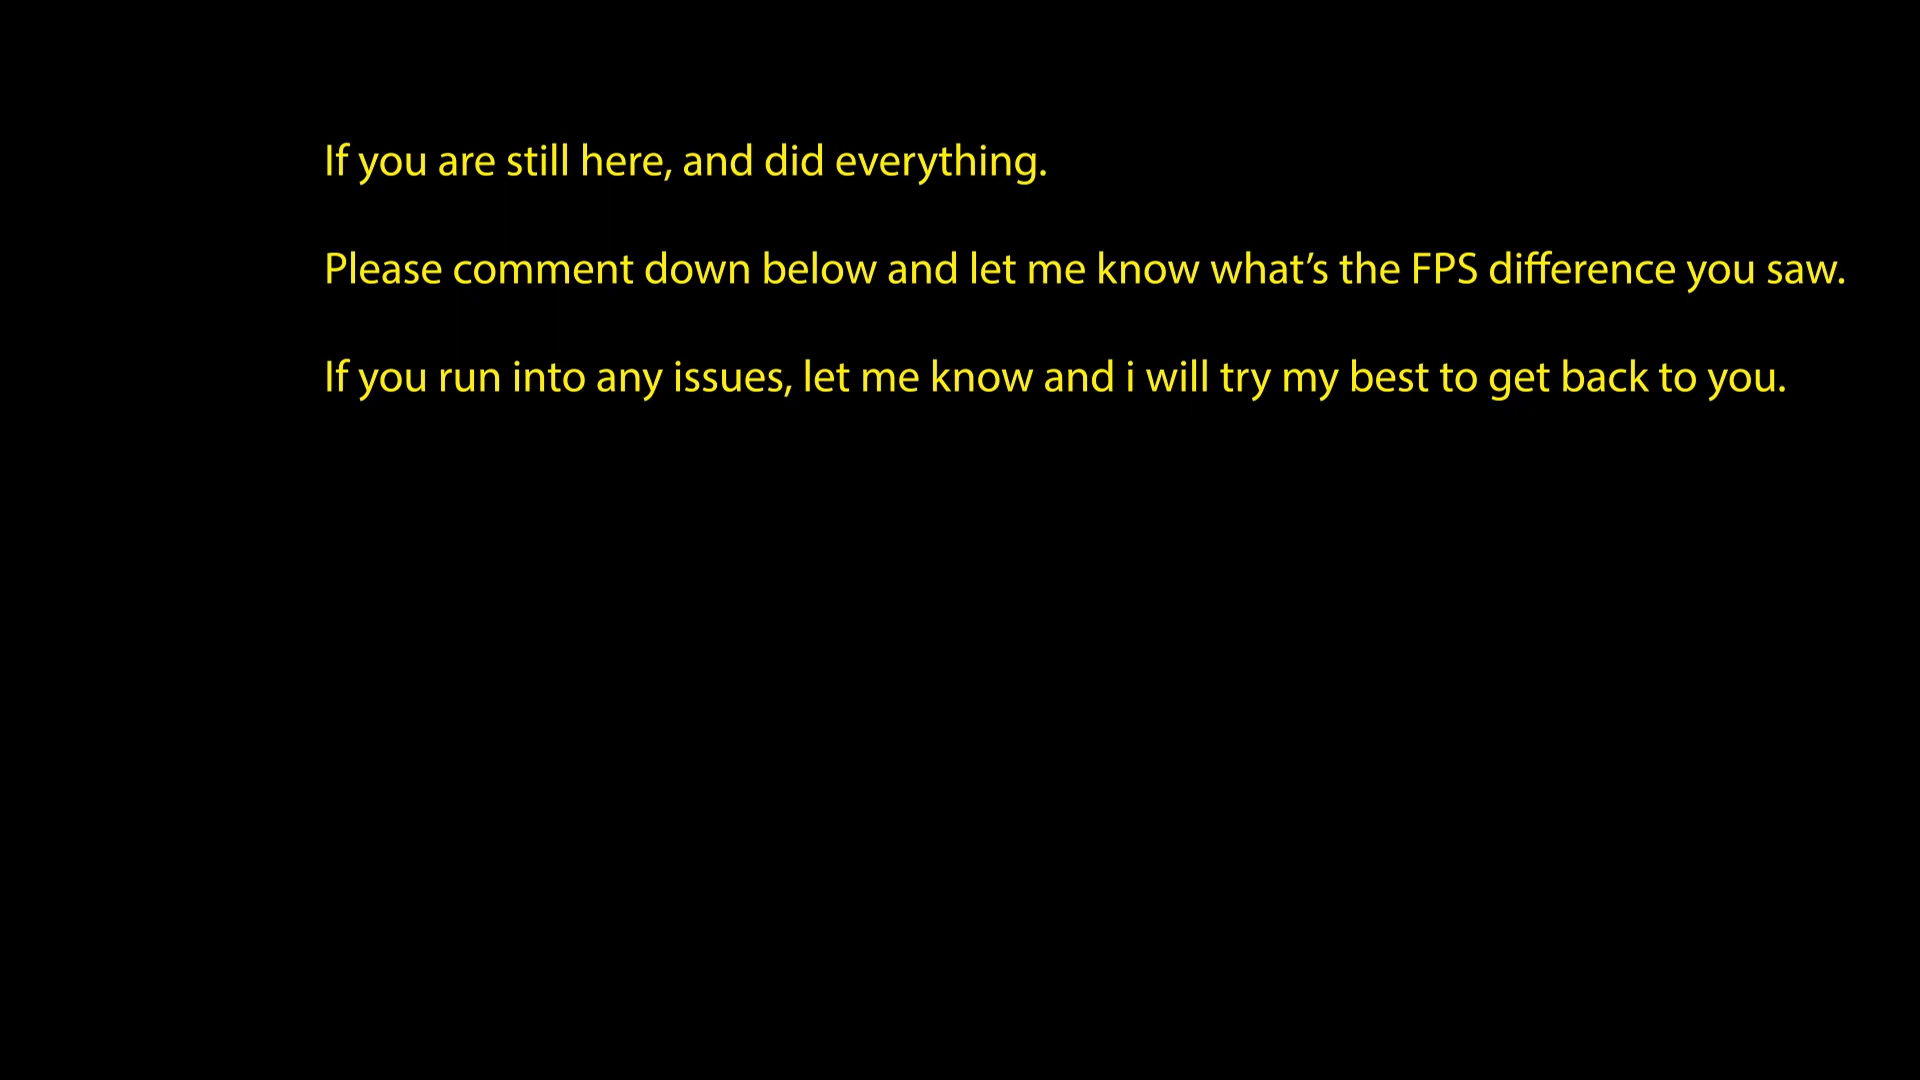 If you are still here, and did everything.
Please comment down below and let me know what’s the FPS difference you saw.
If you run into any issues, let me know and i will try my best to get back to you.